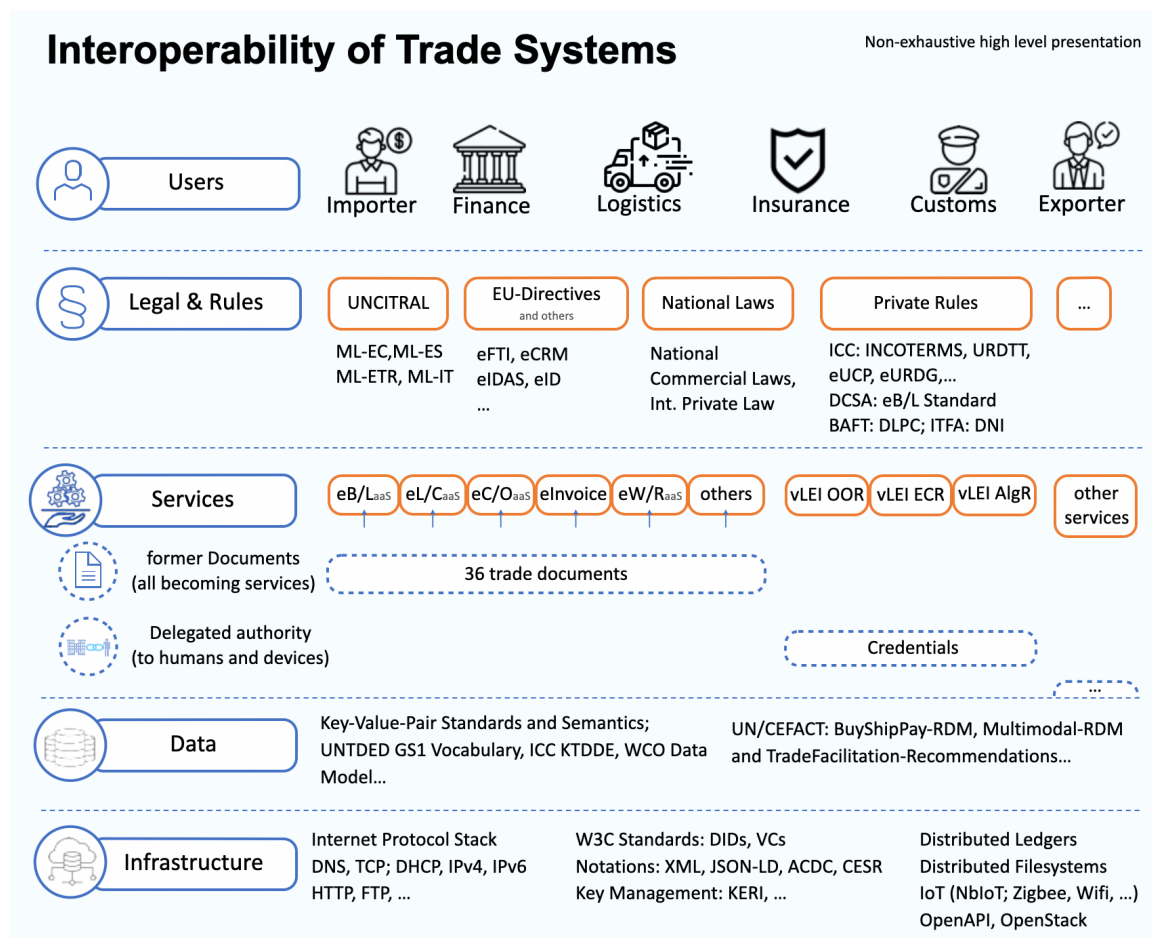 Interoperability of Trade Systems
Non-exhaustive high level presentation
Users
Importer
Finance
Logistics
Insurance
Customs
Exporter
Legal & Rules
UNCITRAL
ML-EC,ML-ES
ML-ETR, ML-IT
EU-Directives
and others
eFTI, eCRM
eIDAS, eID
...
National Laws
National
Commercial Laws,
Int. Private Law
Private Rules
ICC: INCOTERMS, URDTT,
eUCP, eURDG,...
DCSA: eB/L Standard
BAFT: DLPC; ITFA: DNI
...
Services
eB/LaaS
eL/CaaS
eC/OaaS
eInvoice
eW/RaaS
others
vLEI OOR
vLEI ECR
vLEI AlgR
other
services
former Documents
(all becoming services)
36 trade documents
Delegated authority
(to humans and devices)
Credentials
...
Data
Key-Value-Pair Standards and Semantics;
UNTDED GS1 Vocabulary, ICC KTDDE, WCO Data
Model...
UN/CEFACT: BuyShipPay-RDM, Multimodal-RDM
and TradeFacilitation-Recommendations...
Infrastructure
Internet Protocol Stack
DNS, TCP; DHCP, IPv4, IPv6
HTTP, FTP, ...
W3C Standards: DIDs, VCs
Notations: XML, JSON-LD, ACDC, CESR
Key Management: KERI, ...
Distributed Ledgers
Distributed Filesystems
IoT (NbIoT; Zigbee, Wifi, ...)
OpenAPI, OpenStack